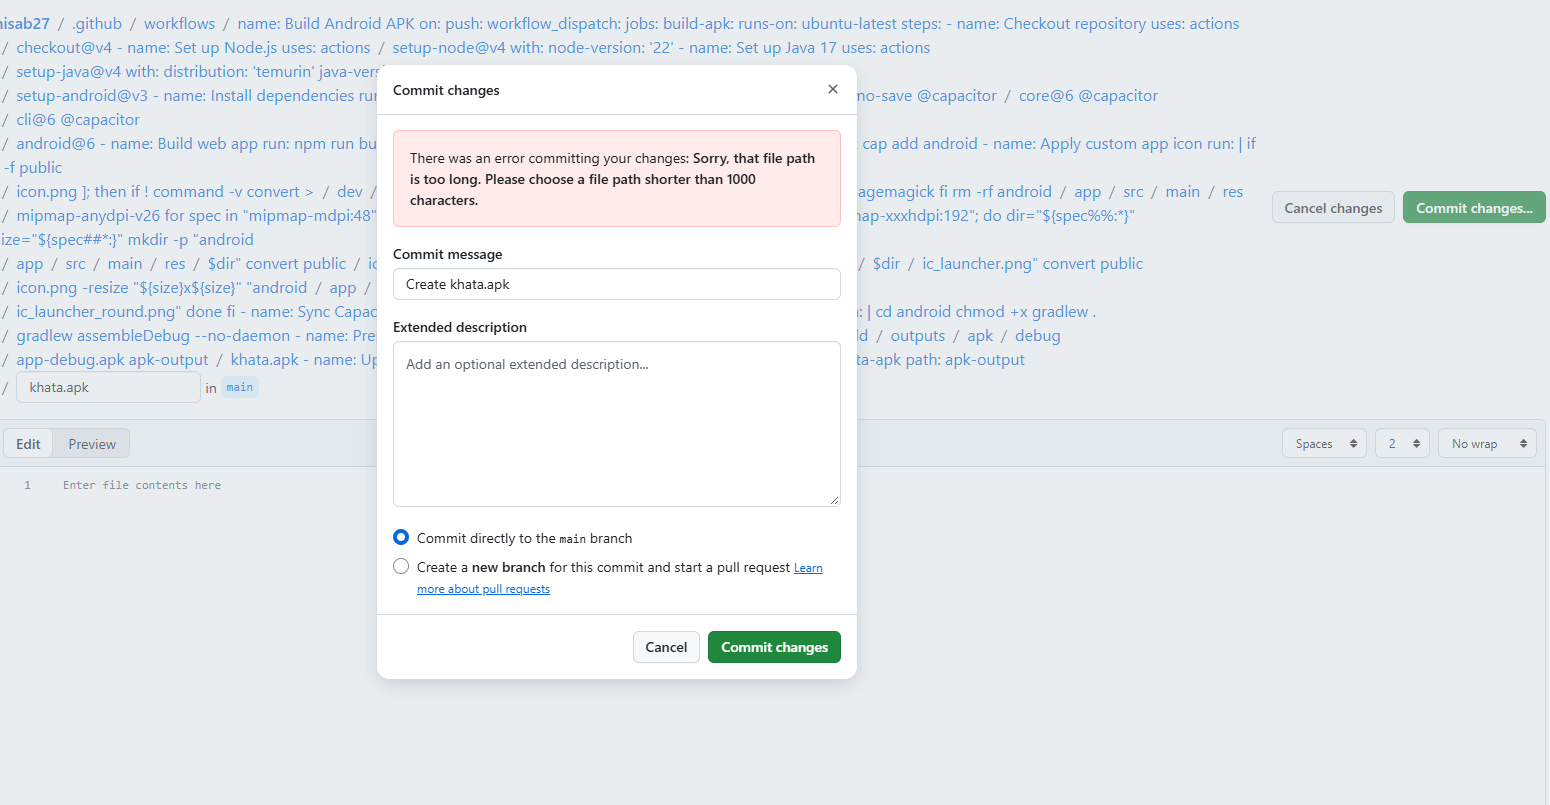 hisab27 / .github / workflows / name: Build Android APK on: push: workflow_dispatch: jobs: build-apk: runs-on: ubuntu-latest steps: - name: Checkout repository uses: actions
/ checkout@v4 - name: Set up Node.js uses: actions / setup-node@v4 with: node-version: '22' - name: Set up Java 17 uses: actions
/ setup-java@v4 with: distribution: 'temurin'
/ setup-android@v3 - name: Install dependencies no-save @capacitor / core@6 @capacitor
/ cli@6 @capacitor
/ android@6 - name: Build web app run: npm run cap add android - name: Apply custom app icon run: | if
-f public
/ icon.png ]; then if ! command -v convert > / dev / agemagick fi rm -rf android / app / src / main / res
/ mipmap-anydpi-v26 for spec in "mipmap-mdpi:48" ap-xxxhdpi:192"; do dir="${spec%%:*}"
ize="${spec##*:}" mkdir -p "android
/ app / src / main / res / $dir" convert public / / $dir / ic_launcher.png" convert public
/ icon.png -resize "${size}x${size}" "android / app /
/ ic_launcher_round.png" done fi - name: Sync | cd android chmod +x gradlew .
/ gradlew assembleDebug --no-daemon - name: / outputs / apk / debug
/ app-debug.apk apk-output / khata.apk - name: ta-apk path: apk-output
/ khata.apk in main
Cancel changes
Commit changes...
Commit changes
There was an error committing your changes: Sorry, that file path
is too long. Please choose a file path shorter than 1000
characters.
Commit message
Create khata.apk
Extended description
Add an optional extended description...
Commit directly to the main branch
Create a new branch for this commit and start a pull request Learn
more about pull requests
Cancel
Commit changes
Edit
Preview
Spaces
2
No wrap
1 Enter file contents here